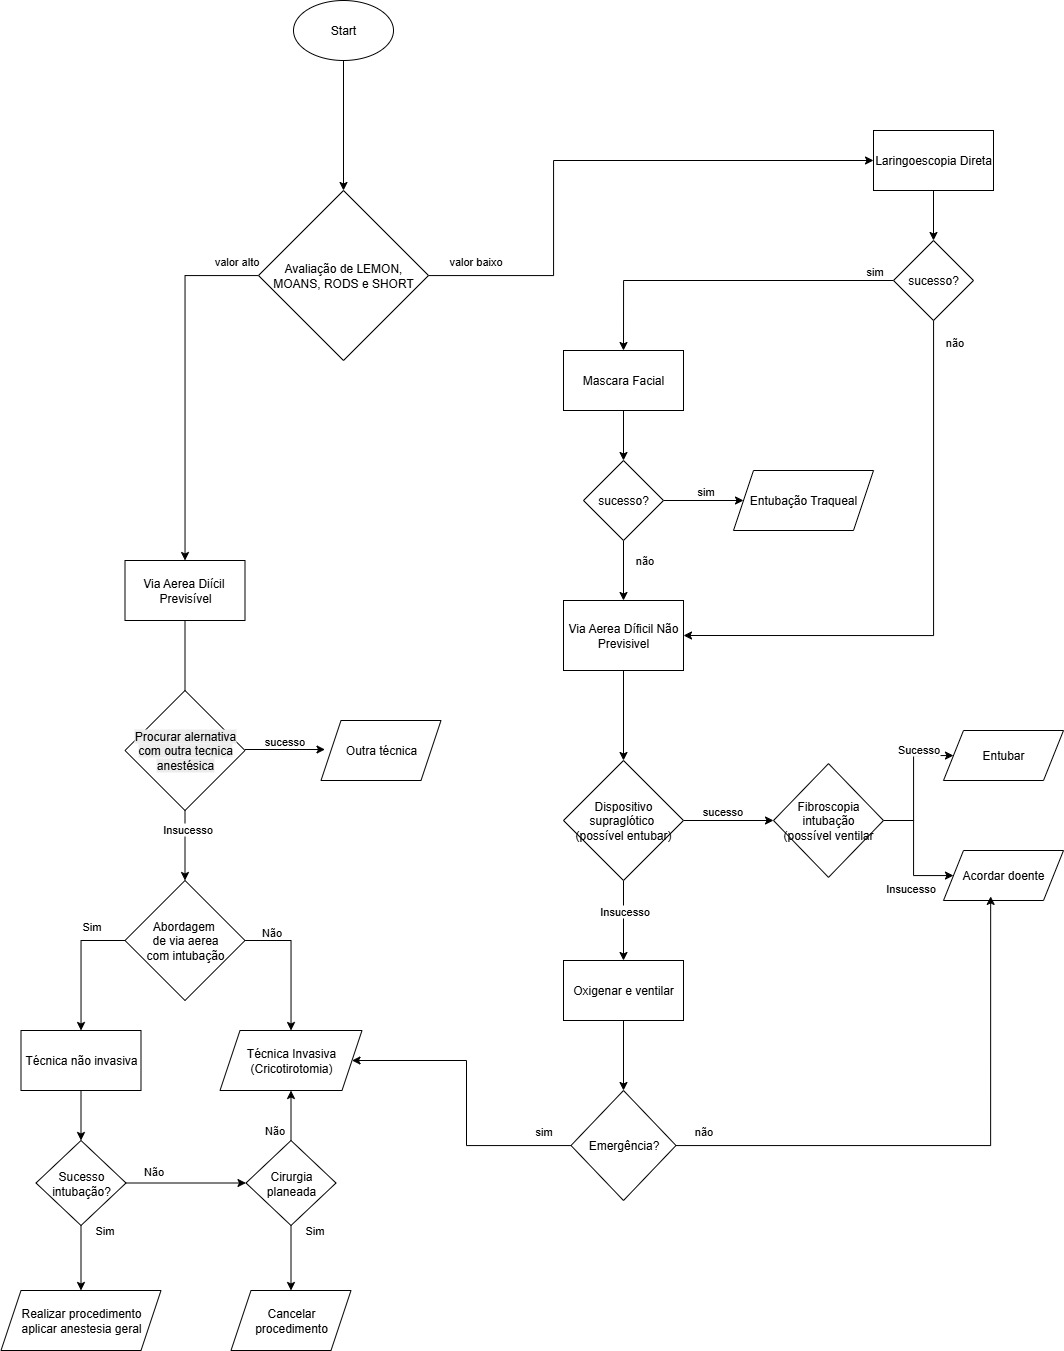 Start
Laringoescopia Direta
valor alto
Avaliação de LEMON,
MOANS, RODS e SHORT
valor baixo
sim
sucesso?
não
Mascara Facial
sucesso?
sim
Entubação Traqueal
não
Via Aerea Diícil
Previsível
Via Aerea Díficil Não
Previsivel
Procurar alernativa
com outra tecnica
anestésica
sucesso
Outra técnica
Sucesso
Entubar
Dispositivo
supraglótico
(possível entubar)
sucesso
Fibroscopia
intubação
(possível ventilar
Insucesso
Acordar doente
Insucesso
Insucesso
Sim
Abordagem
de via aerea
com intubação
Não
Oxigenar e ventilar
Técnica não invasiva
Técnica Invasiva
(Cricotirotomia)
sim
Emergência?
não
Não
Sucesso
intubação?
Não
Cirurgia
planeada
Sim
Sim
Realizar procedimento
aplicar anestesia geral
Cancelar
procedimento